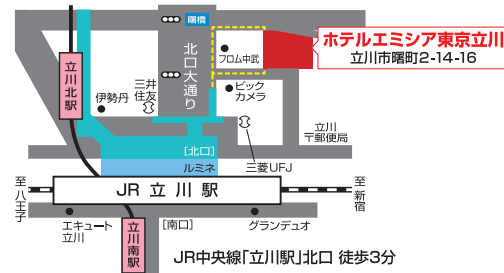 曙橋
ホテルエミシア東京立川
立川市曙町2-14-16
フロム中武
北口大通り
立川北駅
伊勢丹
三井
住友
ビック
カメラ
立川
〒郵便局
[北口]
ルミネ
三菱UFJ
至八王子
JR 立 川 駅
至新宿
エキュート
立川
立川南駅
[南口]
グランデュオ
JR中央線「立川駅」北口 徒歩3分